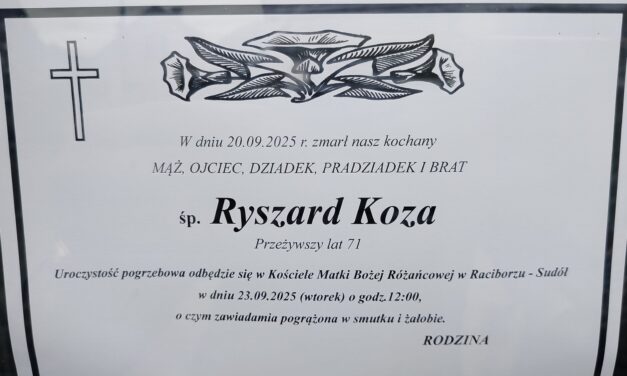 W dniu 20.09.2025 r. zmarł nasz kochany
MĄŻ, OJCIEC, DZIADEK, PRADZIADEK I BRAT
śp. Ryszard Koza
Przeżywszy lat 71
Uroczystość pogrzebowa odbędzie się w Kościele Matki Bożej Różańcowej w Raciborzu - Sudół
w dniu 23.09.2025 (wtorek) o godz.12:00,
o czym zawiadamia pogrążona w smutku i żałobie.
RODZINA